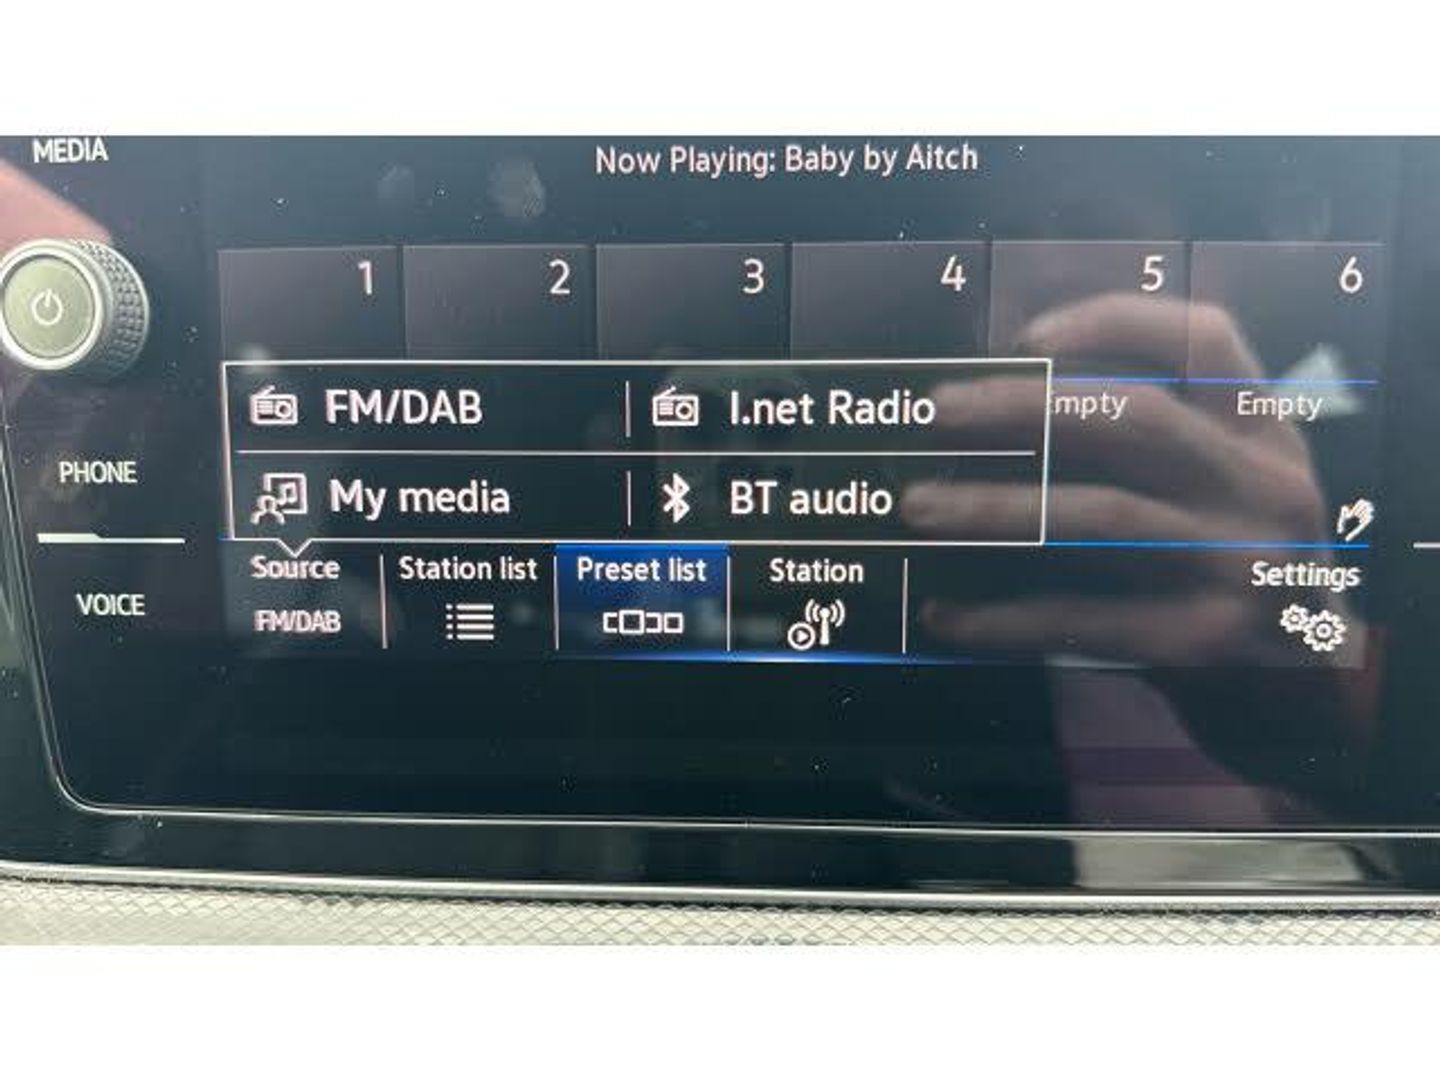 MEDIA
Now Playing: Baby by Aitch
1 2 3 4 5 6
FM/DAB
I.net Radio
Empty
My media
BT audio
PHONE
Source
Station list
Preset list
Station
Settings
FM/DAB
VOICE